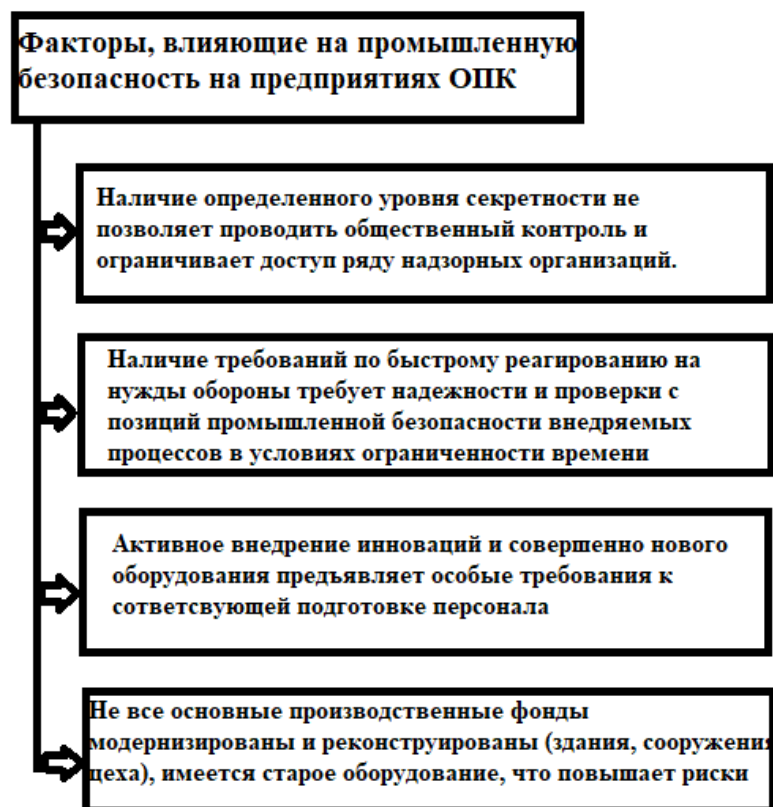 Факторы, влияющие на промышленную
безопасность на предприятиях ОПК
Наличие определенного уровня секретности не
позволяет проводить общественный контроль и
ограничивает доступ ряду надзорных организаций.
Наличие требований по быстрому реагированию на
нужды обороны требует надежности и проверки с
позиций промышленной безопасности внедряемых
процессов в условиях ограниченности времени
Активное внедрение инноваций и совершенно нового
оборудования предъявляет особые требования к
сответсвующей подготовке персонала
Не все основные производственные фонды
модернизированы и реконструированы (здания, сооружения
цеха), имеется старое оборудование, что повышает риски